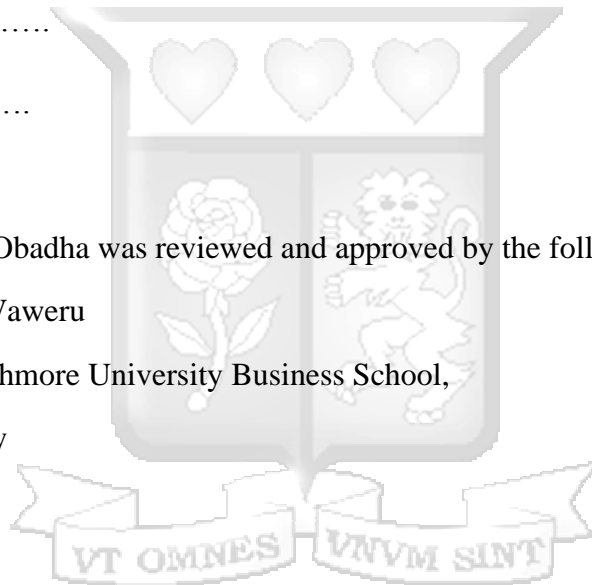 …..
….
Obadha was reviewed and approved by the foll
Waweru
hmore University Business School,
y
VT OMNES VNVM SINT